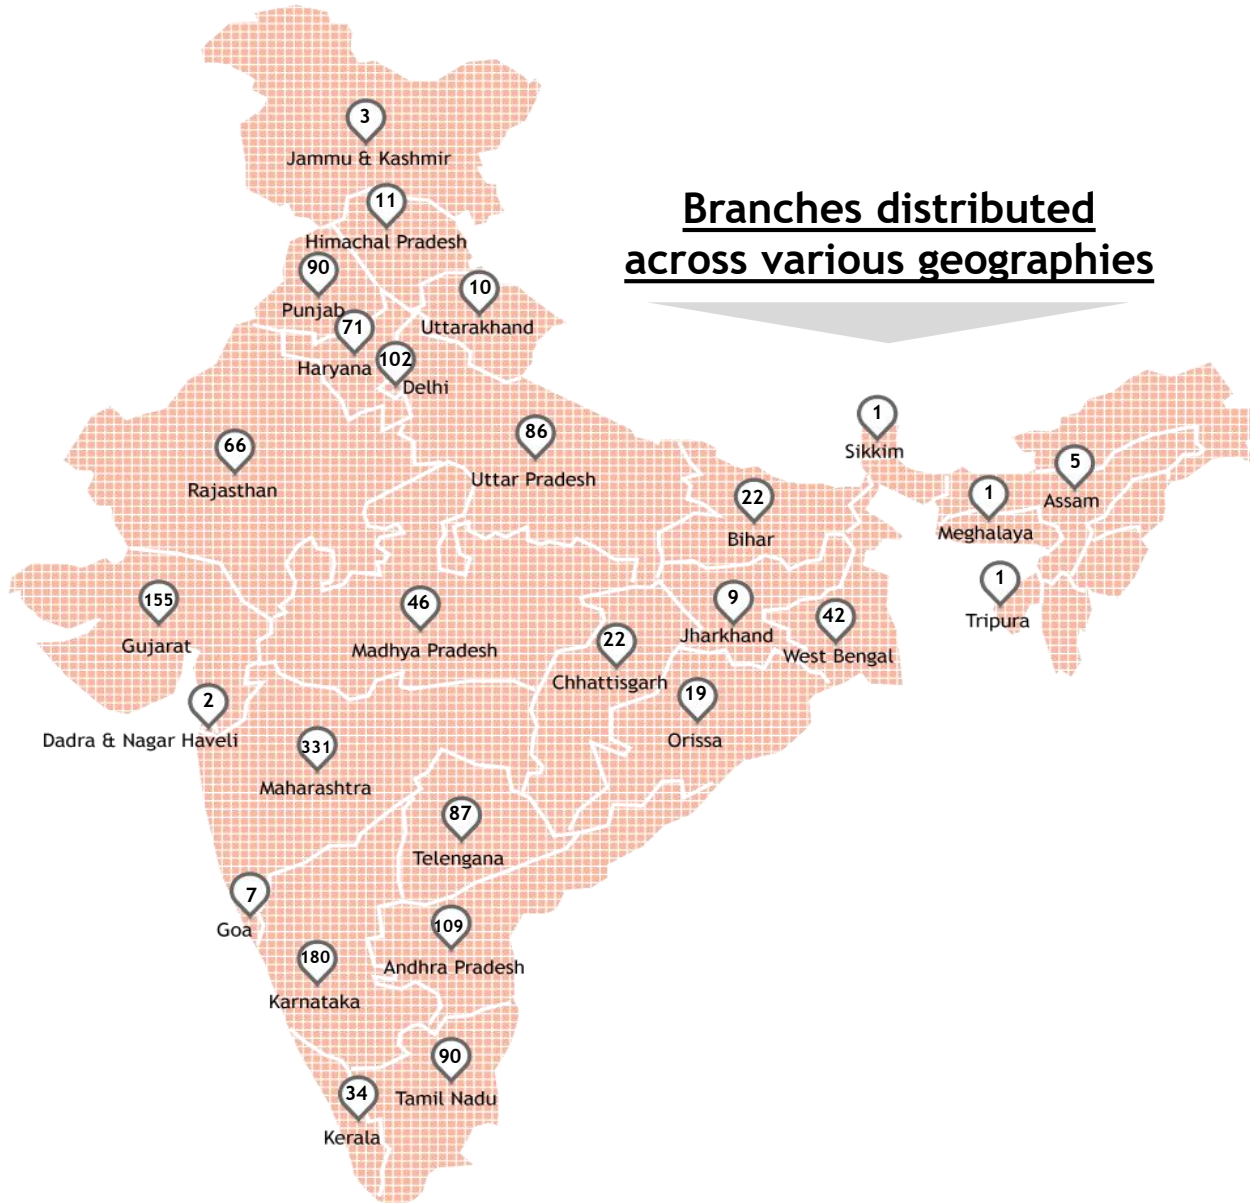 3
Jammu & Kashmir
11
Himachal Pradesh
Branches distributed
across various geographies
90
Punjab
10
Uttarakhand
71
Haryana
102
Delhi
66
Rajasthan
86
Uttar Pradesh
1
Sikkim
5
Assam
1
Meghalaya
22
Bihar
155
Gujarat
46
Madhya Pradesh
9
Jharkhand
42
West Bengal
1
Tripura
22
Chhattisgarh
19
Orissa
2
Dadra & Nagar Haveli
331
Maharashtra
87
Telengana
7
Goa
109
Andhra Pradesh
180
Karnataka
90
Tamil Nadu
34
Kerala